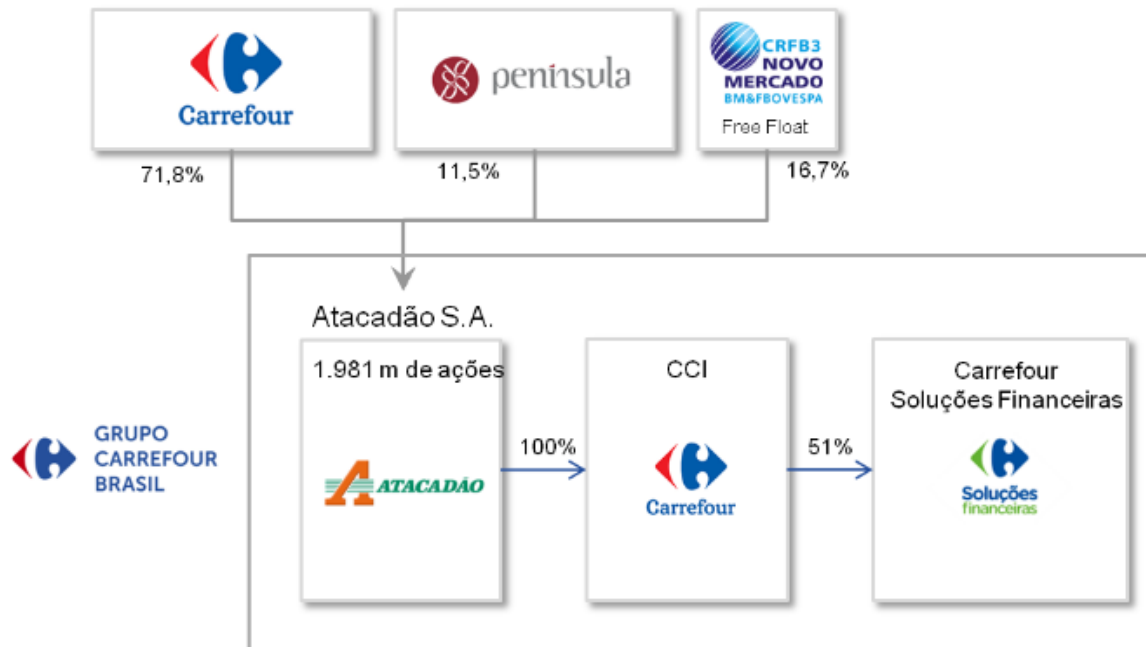 Carrefour
península
CRFB3
NOVO
MERCADO
BM&FBOVESPA
Free Float
71,8%
11,5%
16,7%
Atacadão S.A.
1.981 m de ações
CCI
Carrefour
Soluções Financeiras
GRUPO
CARREFOUR
BRASIL
ATACADÃO
100%
Carrefour
51%
Soluções
financeiras